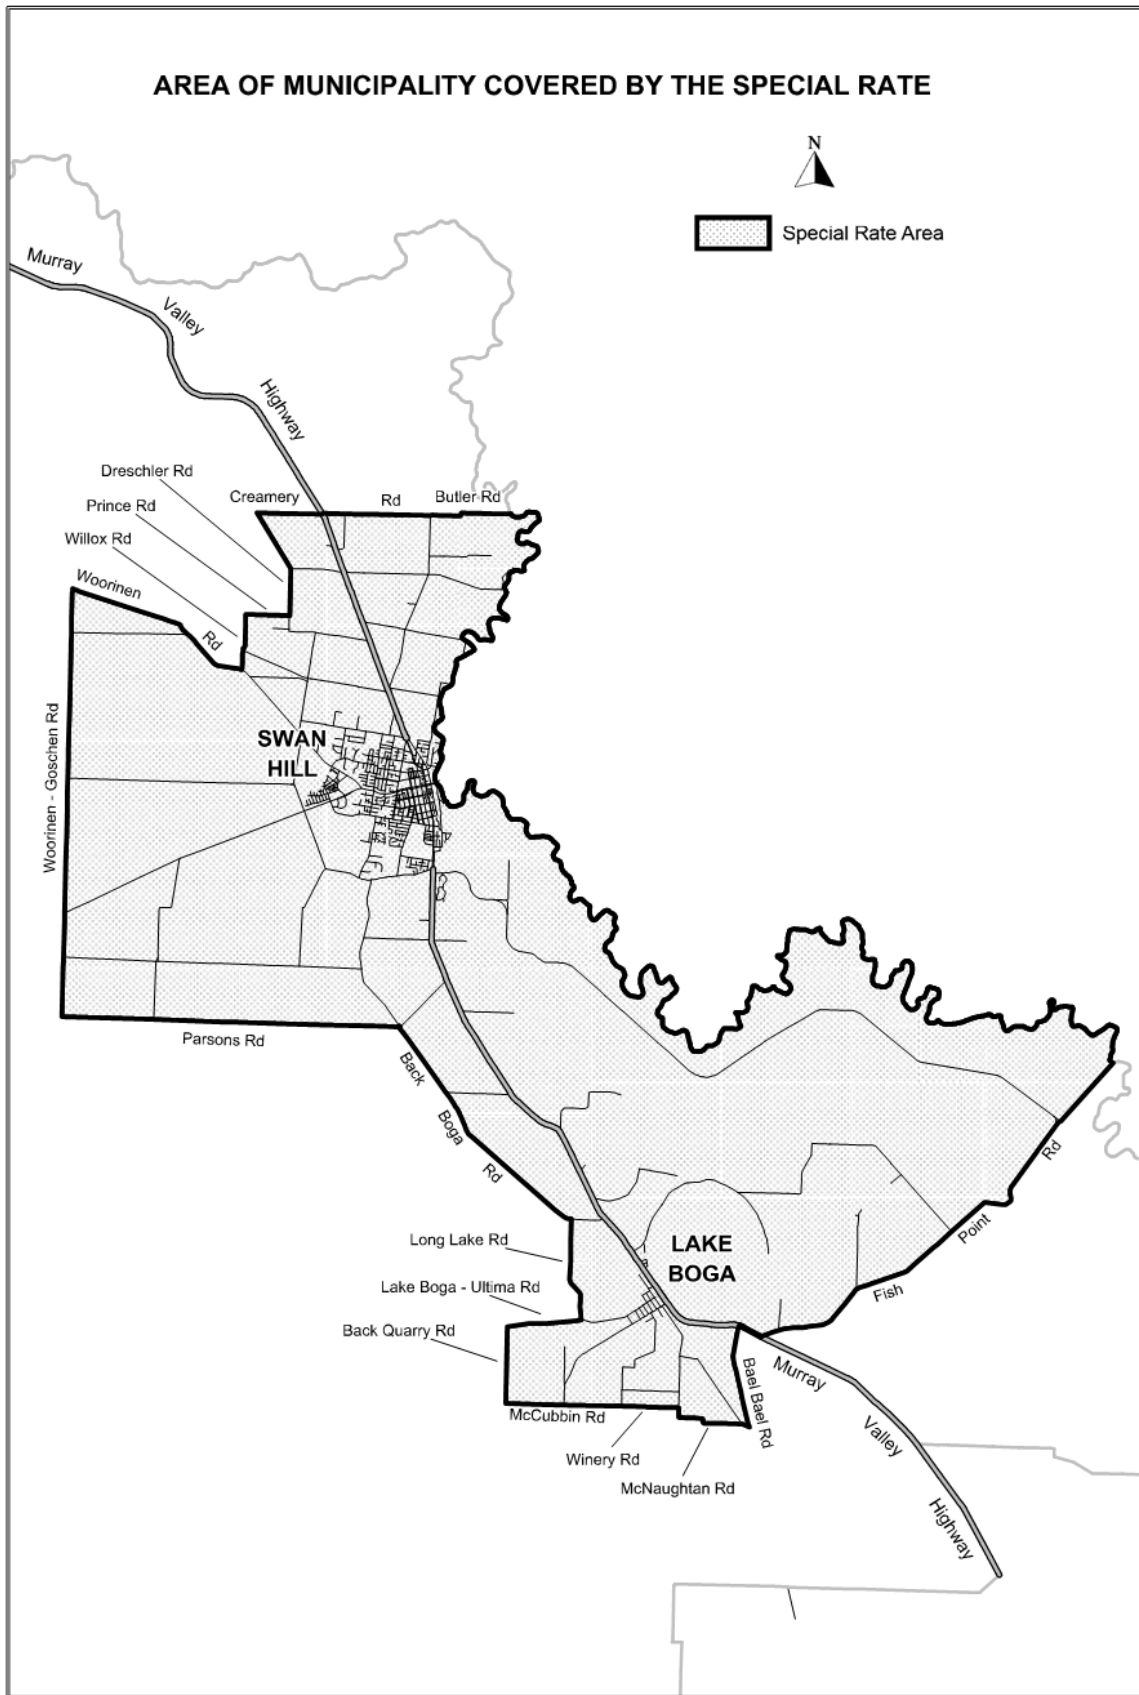 AREA OF MUNICIPALITY COVERED BY THE SPECIAL RATE
N
Special Rate Area
Murray
Valley
Highway
Dreschler Rd
Prince Rd
Willox Rd
Creamery
Rd
Butler Rd
Woorinen
Rd
Woorinen - Goschen Rd
SWAN
HILL
Parsons Rd
Back
Boga
Rd
Rd
Point
Fish
Long Lake Rd
Lake Boga - Ultima Rd
Back Quarry Rd
LAKE
BOGA
McCubbin Rd
Winery Rd
McNaughtan Rd
Bael Bael Rd
Murray
Valley
Highway